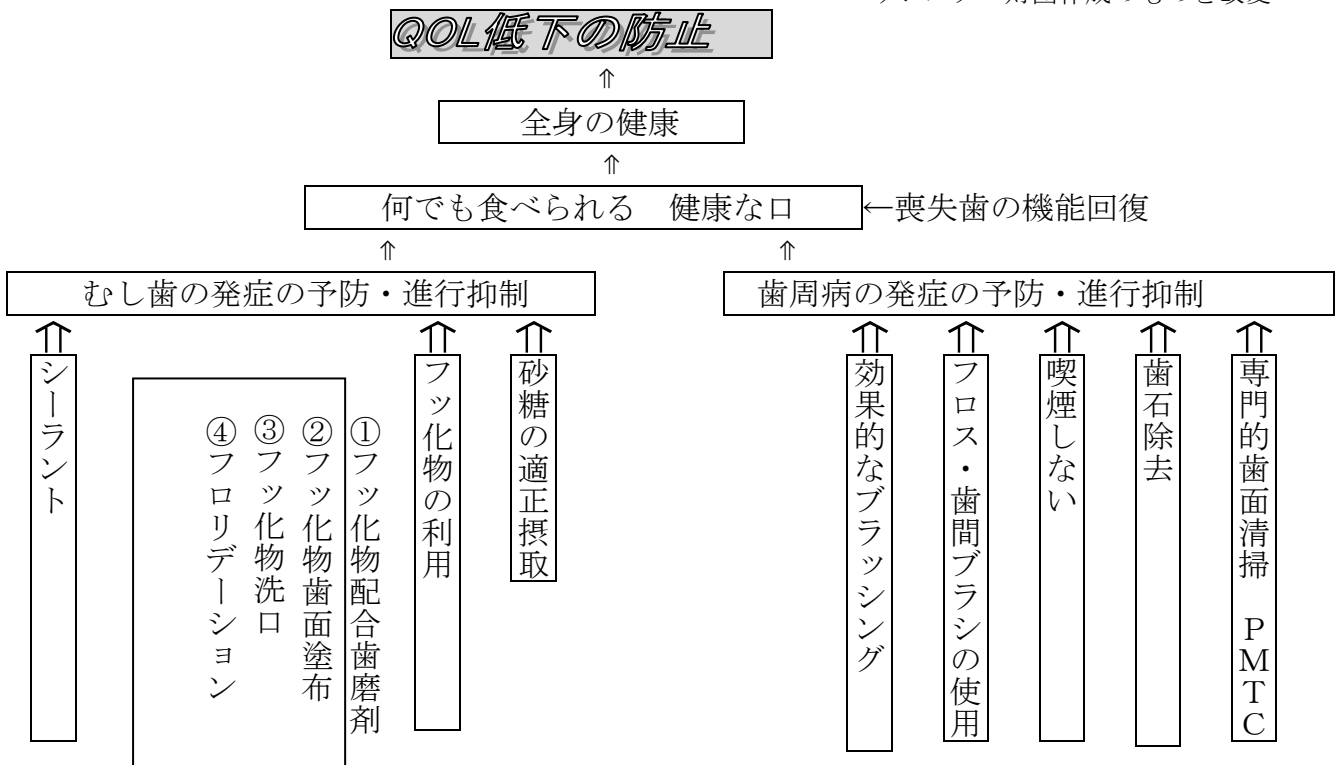 QOL低下の防止
⇑
全身の健康
⇑
何でも食べられる　健康な口
←喪失歯の機能回復
⇑
⇑
むし歯の発症の予防・進行抑制
歯周病の発症の予防・進行抑制
シーラント
④フロリデーション
③フッ化物洗口
②フッ化物歯面塗布
①フッ化物配合歯磨剤
フッ化物の利用
砂糖の適正摂取
効果的なブラッシング
フロス・歯間ブラシの使用
喫煙しない
歯石除去
専門的歯面清掃　PMTC